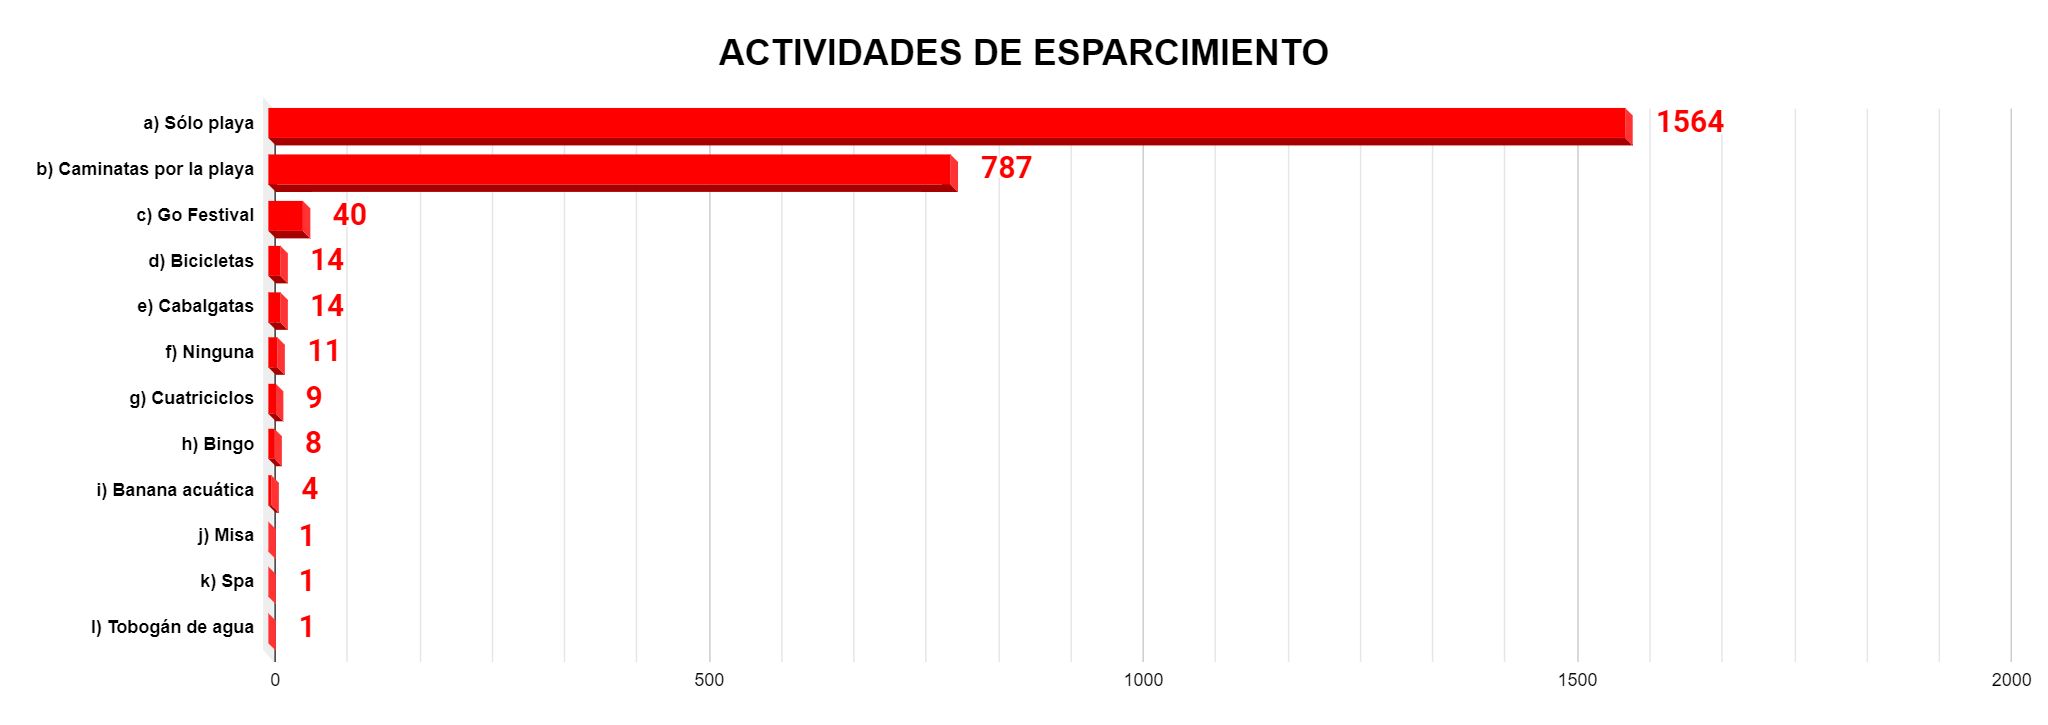 ACTIVIDADES DE ESPARCIMIENTO
a) Sólo playa 1564
b) Caminatas por la playa 787
c) Go Festival 40
d) Bicicletas 14
e) Cabalgatas 14
f) Ninguna 11
g) Cuatriciclos 9
h) Bingo 8
i) Banana acuática 4
j) Misa 1
k) Spa 1
l) Tobogán de agua 1
0 500 1000 1500 2000